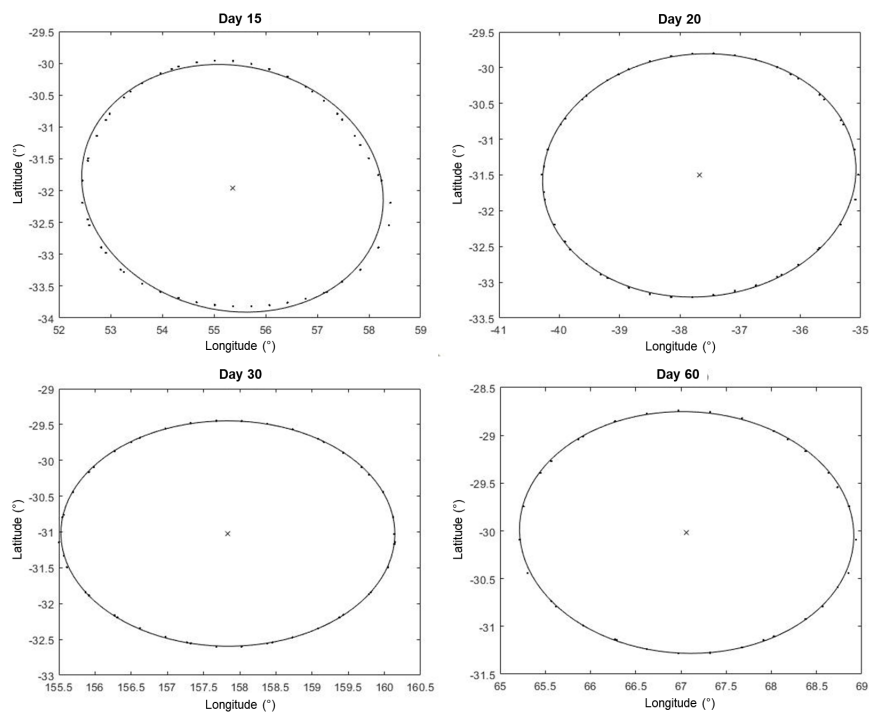 Day 15
-29.5
-30
-30.5
-31
-31.5
-32
-32.5
-33
-33.5
-34
Latitude (°)
52 53 54 55 56 57 58 59
Longitude (°)
Day 20
-29.5
-30
-30.5
-31
-31.5
-32
-32.5
-33
-33.5
Latitude (°)
-41 -40 -39 -38 -37 -36 -35
Longitude (°)
Day 30
-29
-29.5
-30
-30.5
-31
-31.5
-32
-32.5
-33
Latitude (°)
155.5 156 156.5 157 157.5 158 158.5 159 159.5 160 160.5
Longitude (°)
Day 60
-28.5
-29
-29.5
-30
-30.5
-31
-31.5
Latitude (°)
65 65.5 66 66.5 67 67.5 68 68.5 69
Longitude (°)